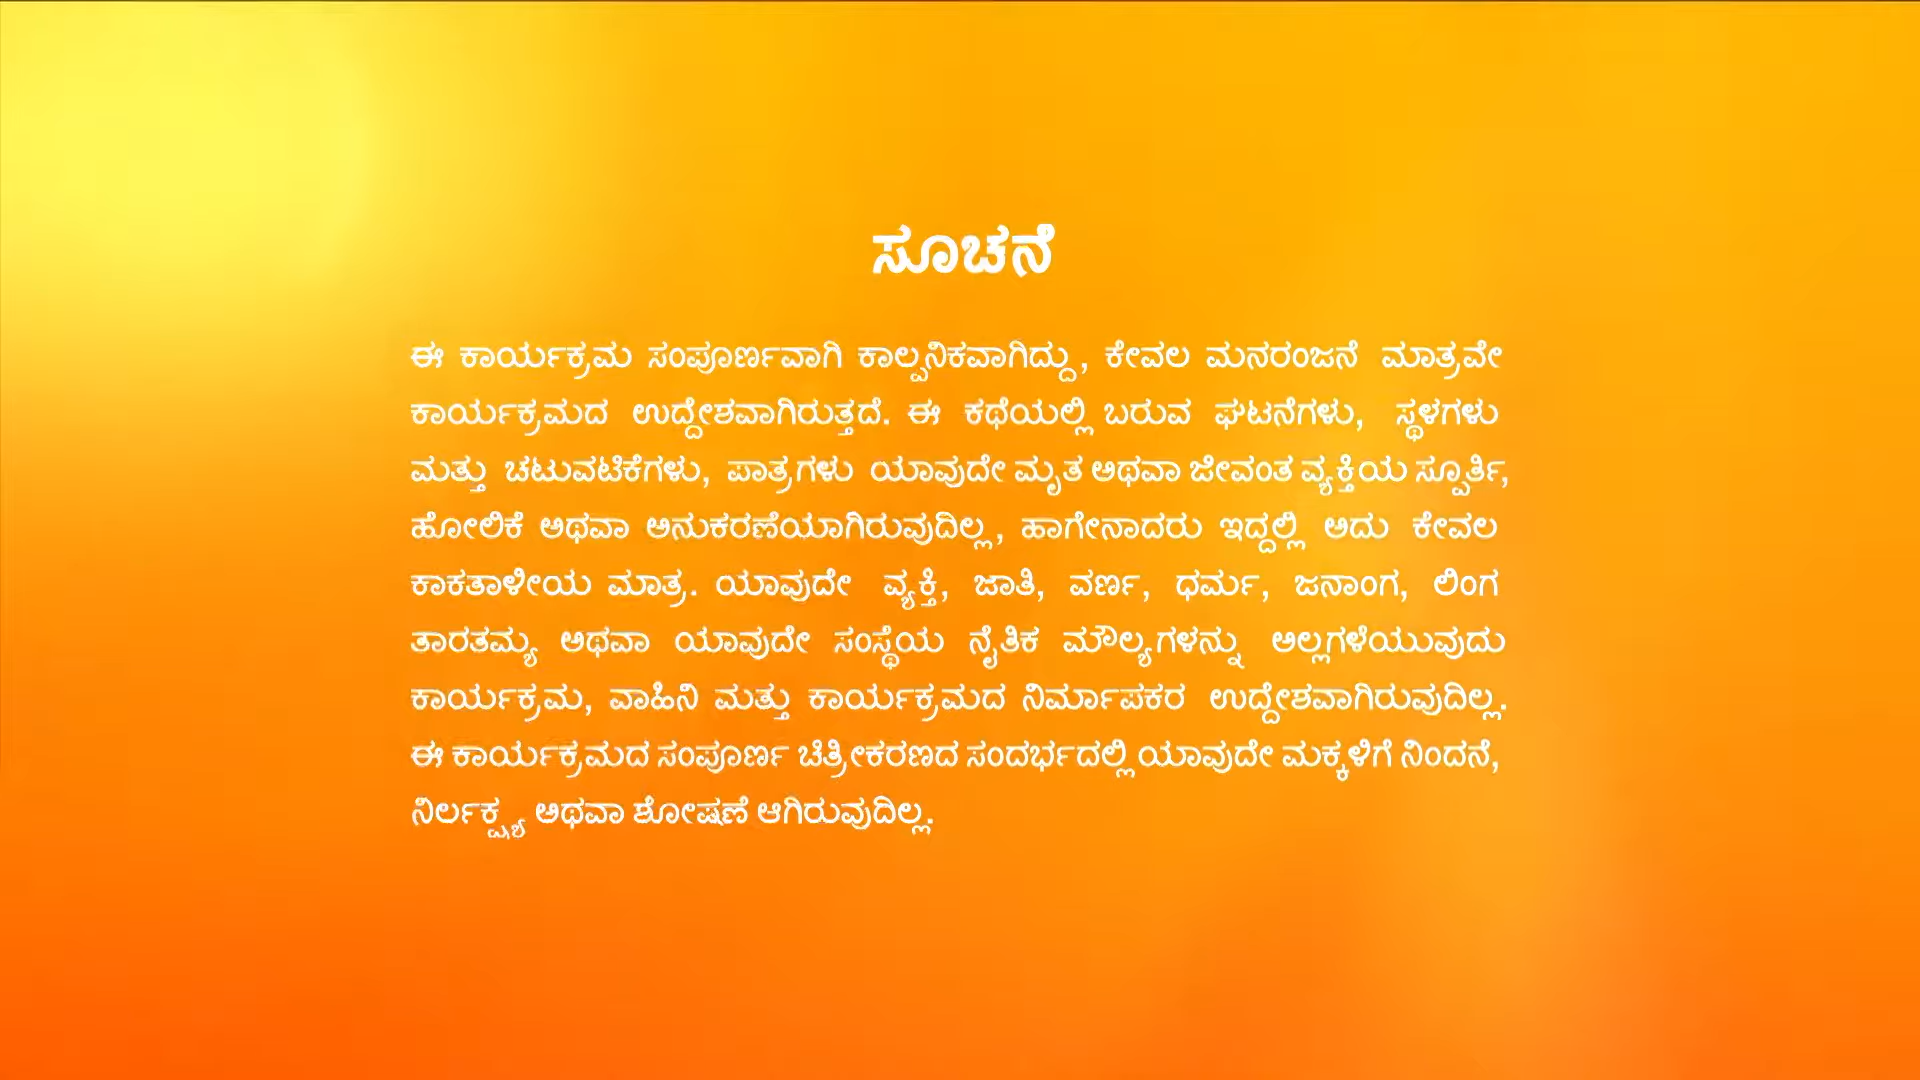 ಸೂಚನೆ
ಈ ಕಾರ್ಯಕ್ರಮ ಸಂಪೂರ್ಣವಾಗಿ ಕಾಲ್ಪನಿಕವಾಗಿದ್ದು, ಕೇವಲ ಮನರಂಜನೆ ಮಾತ್ರವೇ
ಕಾರ್ಯಕ್ರಮದ ಉದ್ದೇಶವಾಗಿರುತ್ತದೆ. ಈ ಕಥೆಯಲ್ಲಿ ಬರುವ ಘಟನೆಗಳು, ಸ್ಥಳಗಳು
ಮತ್ತು ಚಟುವಟಿಕೆಗಳು, ಪಾತ್ರಗಳು ಯಾವುದೇ ಮೃತ ಅಥವಾ ಜೀವಂತ ವ್ಯಕ್ತಿಯ ಸ್ಪೂರ್ತಿ,
ಹೋಲಿಕೆ ಅಥವಾ ಅನುಕರಣೆಯಾಗಿರುವುದಿಲ್ಲ, ಹಾಗೇನಾದರು ಇದ್ದಲ್ಲಿ ಅದು ಕೇವಲ
ಕಾಕತಾಳೀಯ ಮಾತ್ರ. ಯಾವುದೇ ವ್ಯಕ್ತಿ, ಜಾತಿ, ವರ್ಣ, ಧರ್ಮ, ಜನಾಂಗ, ಲಿಂಗ
ತಾರತಮ್ಯ ಅಥವಾ ಯಾವುದೇ ಸಂಸ್ಥೆಯ ನೈತಿಕ ಮೌಲ್ಯಗಳನ್ನು ಅಲ್ಲಗಳೆಯುವುದು
ಕಾರ್ಯಕ್ರಮ, ವಾಹಿನಿ ಮತ್ತು ಕಾರ್ಯಕ್ರಮದ ನಿರ್ಮಾಪಕರ ಉದ್ದೇಶವಾಗಿರುವುದಿಲ್ಲ.
ಈ ಕಾರ್ಯಕ್ರಮದ ಸಂಪೂರ್ಣ ಚಿತ್ರೀಕರಣದ ಸಂದರ್ಭದಲ್ಲಿ ಯಾವುದೇ ಮಕ್ಕಳಿಗೆ ನಿಂದನೆ,
ನಿರ್ಲಕ್ಷ್ಯ ಅಥವಾ ಶೋಷಣೆ ಆಗಿರುವುದಿಲ್ಲ.